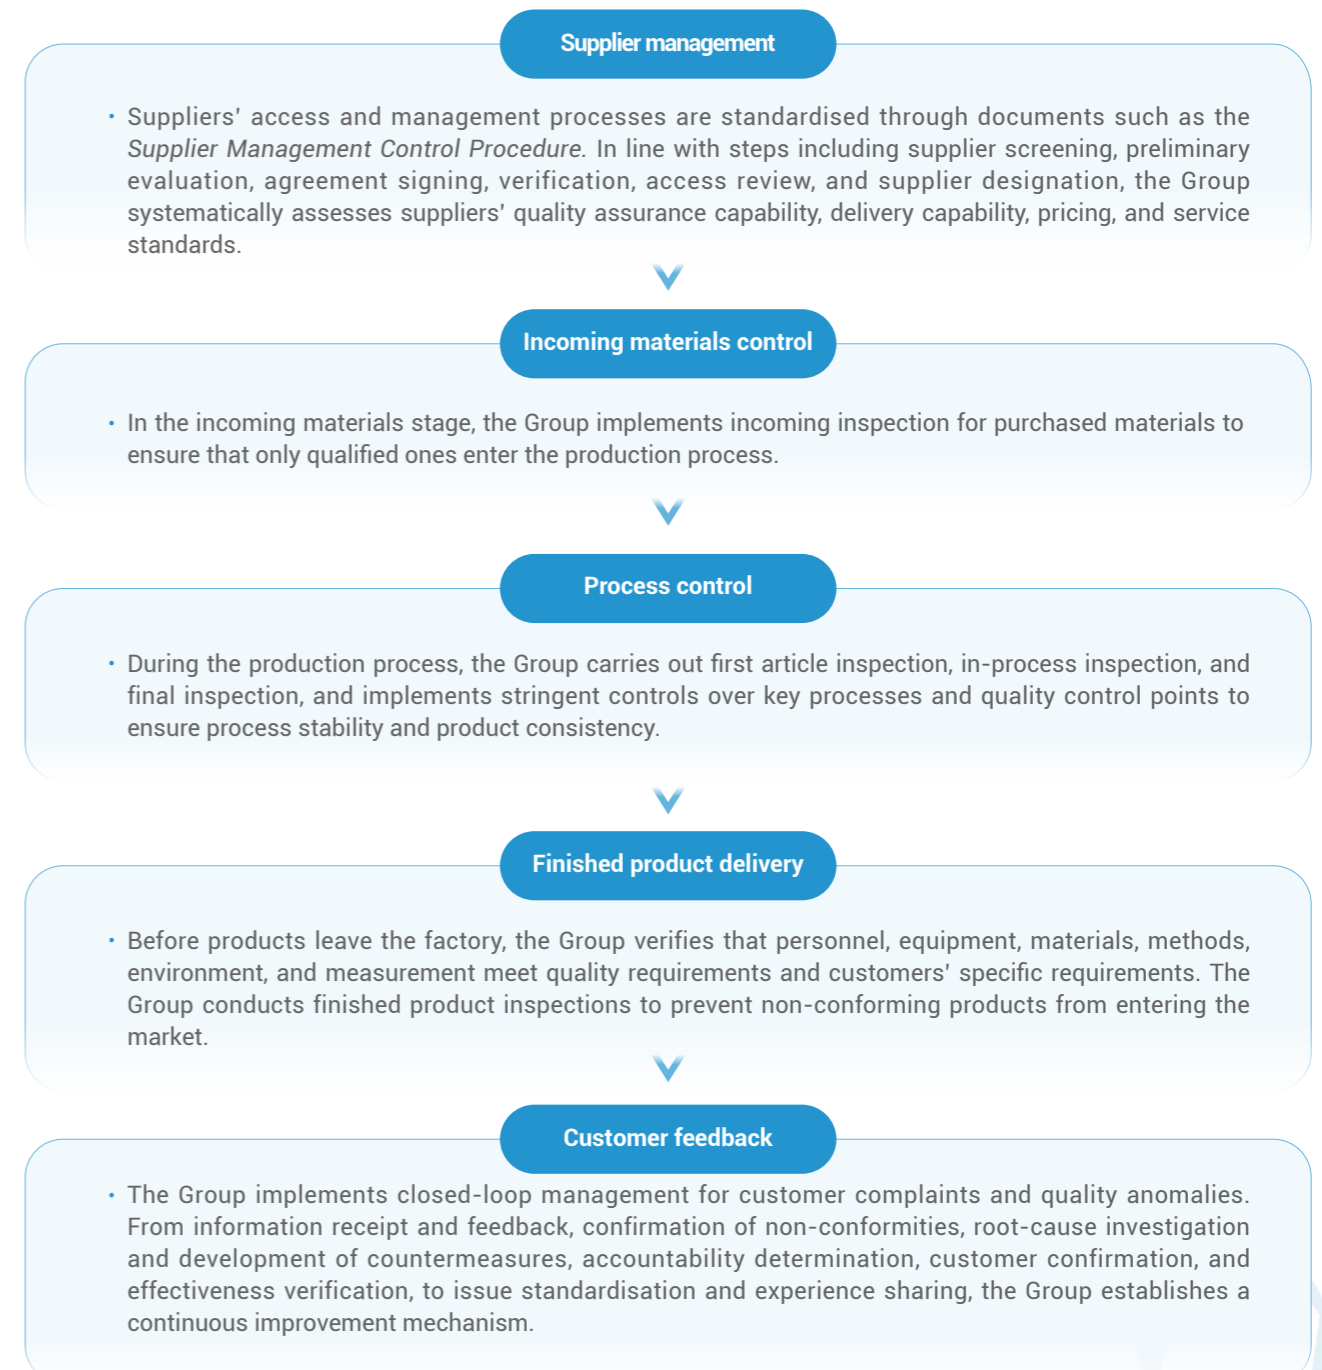 Supplier management
· Suppliers' access and management processes are standardised through documents such as the
Supplier Management Control Procedure. In line with steps including supplier screening, preliminary
evaluation, agreement signing, verification, access review, and supplier designation, the Group
systematically assesses suppliers' quality assurance capability, delivery capability, pricing, and service
standards.
Incoming materials control
· In the incoming materials stage, the Group implements incoming inspection for purchased materials to
ensure that only qualified ones enter the production process.
Process control
· During the production process, the Group carries out first article inspection, in-process inspection, and
final inspection, and implements stringent controls over key processes and quality control points to
ensure process stability and product consistency.
Finished product delivery
· Before products leave the factory, the Group verifies that personnel, equipment, materials, methods,
environment, and measurement meet quality requirements and customers' specific requirements. The
Group conducts finished product inspections to prevent non-conforming products from entering the
market.
Customer feedback
· The Group implements closed-loop management for customer complaints and quality anomalies.
From information receipt and feedback, confirmation of non-conformities, root-cause investigation
and development of countermeasures, accountability determination, customer confirmation, and
effectiveness verification, to issue standardisation and experience sharing, the Group establishes a
continuous improvement mechanism.